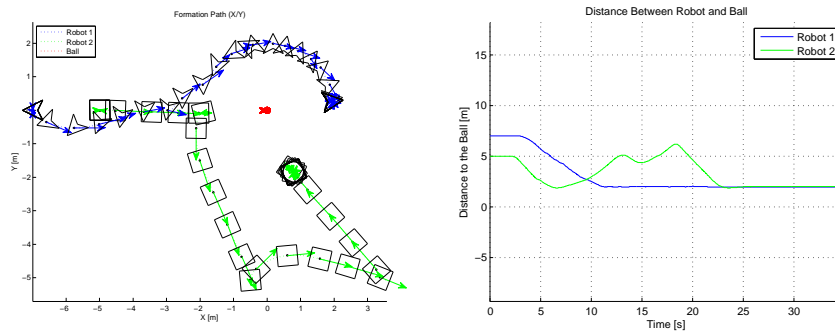 Formation Path (X/Y)
Robot 1
Robot 2
Ball
2
1
0
−1
−2
−3
−4
−5
Y [m]
−6 −5 −4 −3 −2 −1 0 1 2 3
X [m]
Distance Between Robot and Ball
Robot 1
Robot 2
15
10
5
0
−5
Distance to the Ball [m]
0 5 10 15 20 25 30
Time [s]